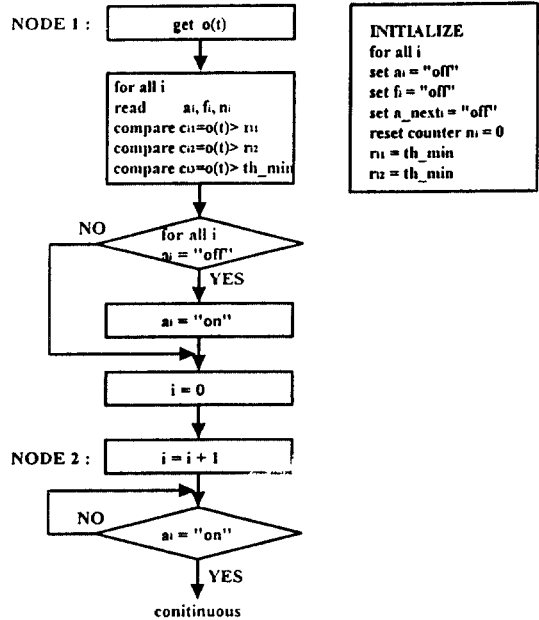 NODE 1 :
get o(t)
for all i
read ai, fi, ni
compare ci1=o(t)> ri1
compare ci2=o(t)> ri2
compare ci3=o(t)> th_min
NO
for all i
ai = "off"
YES
ai = "on"
i = 0
NODE 2 :
i = i + 1
NO
ai = "on"
YES
conitinuous
INITIALIZE
for all i
set ai = "off"
set fi = "off"
set a_nexti = "off"
reset counter ni = 0
ri1 = th_min
ri2 = th_min